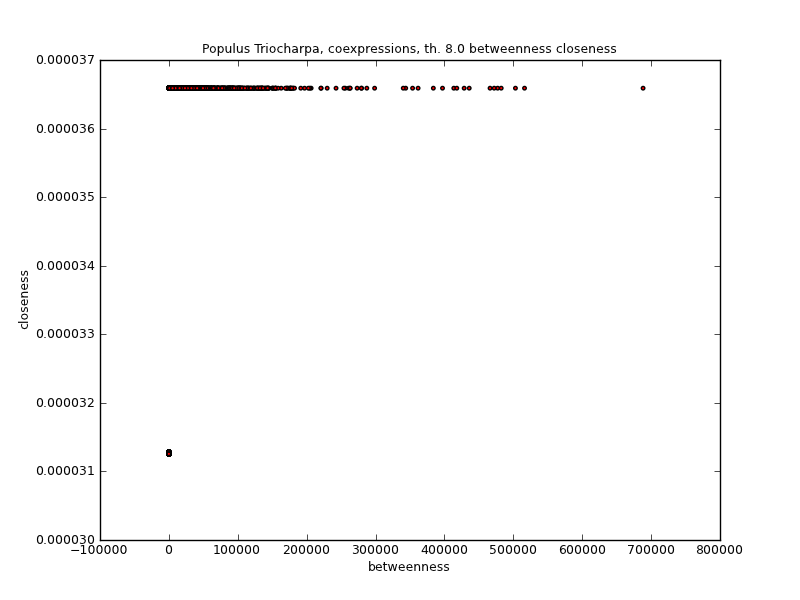 Populus Triocharpa, coexpressions, th. 8.0 betweenness closeness
0.000037
0.000036
0.000035
0.000034
0.000033
0.000032
0.000031
0.000030
closeness
−100000 0 100000 200000 300000 400000 500000 600000 700000 800000
betweenness